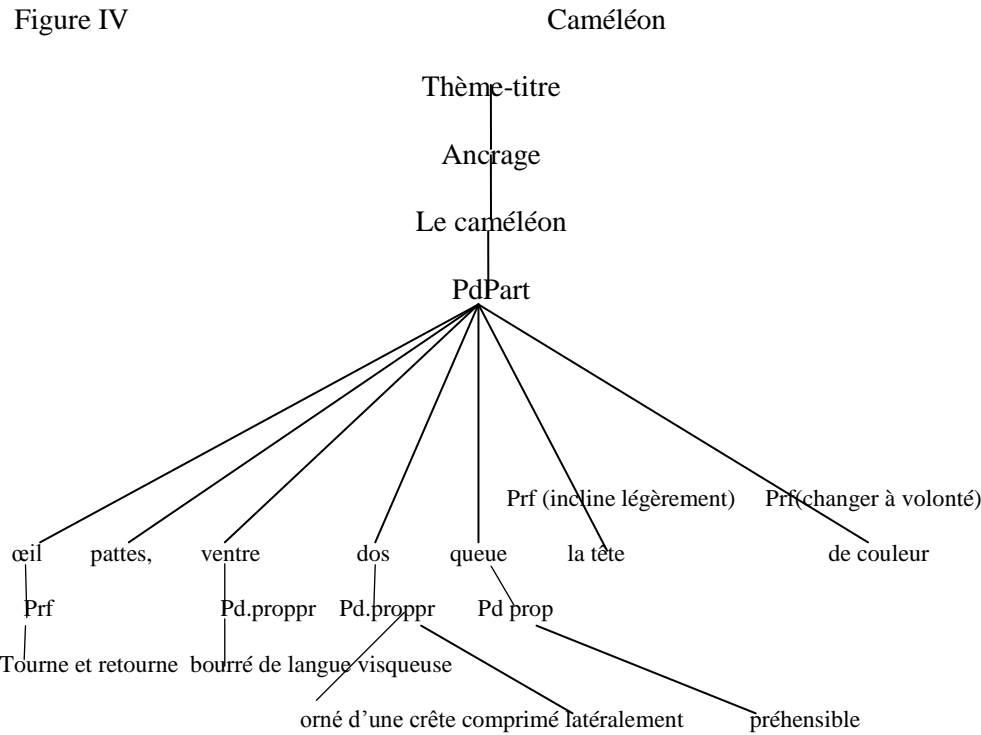 Figure IV Caméléon
Thème-titre
Ancrage
Le caméléon
PdPart
Prf (incline légèrement) Prf(changer à volonté)
œil pattes, ventre dos queue la tête de couleur
Prf Pd.proppr Pd.proppr Pd prop
Tourne et retourne bourré de langue visqueuse
orné d’une crête comprimé latéralement préhensible